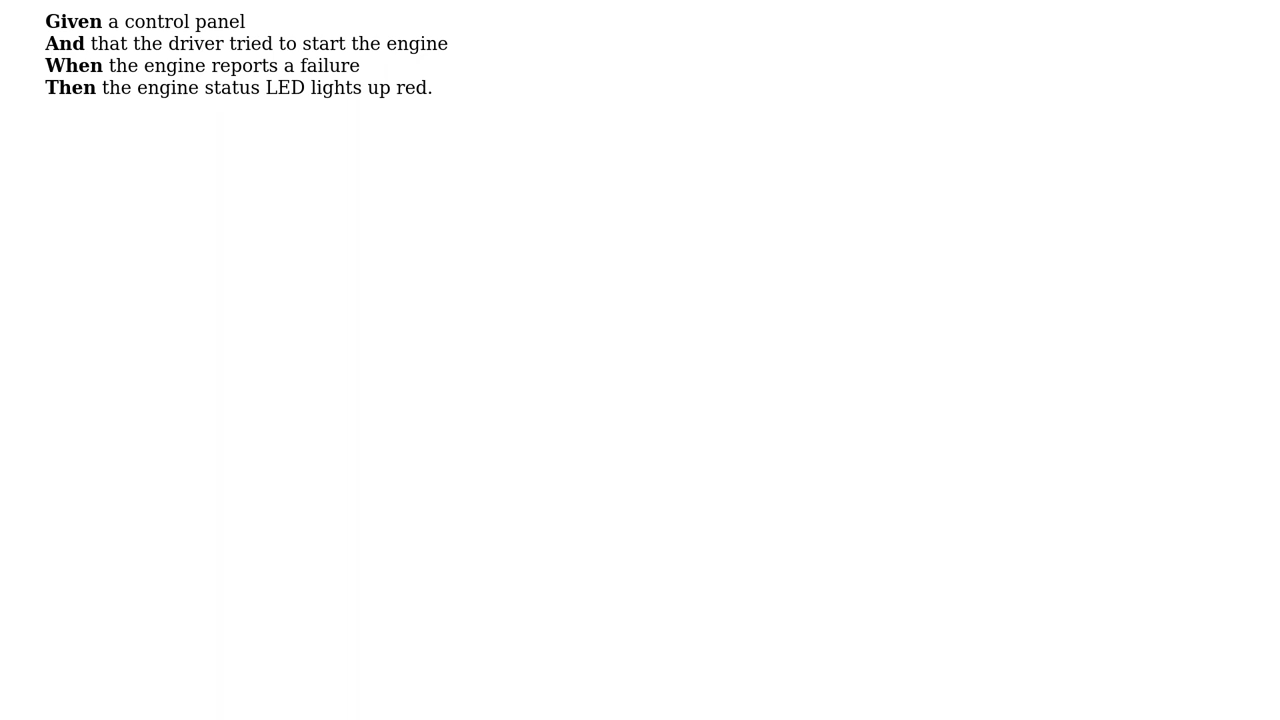 Given a control panel
And that the driver tried to start the engine
When the engine reports a failure
Then the engine status LED lights up red.